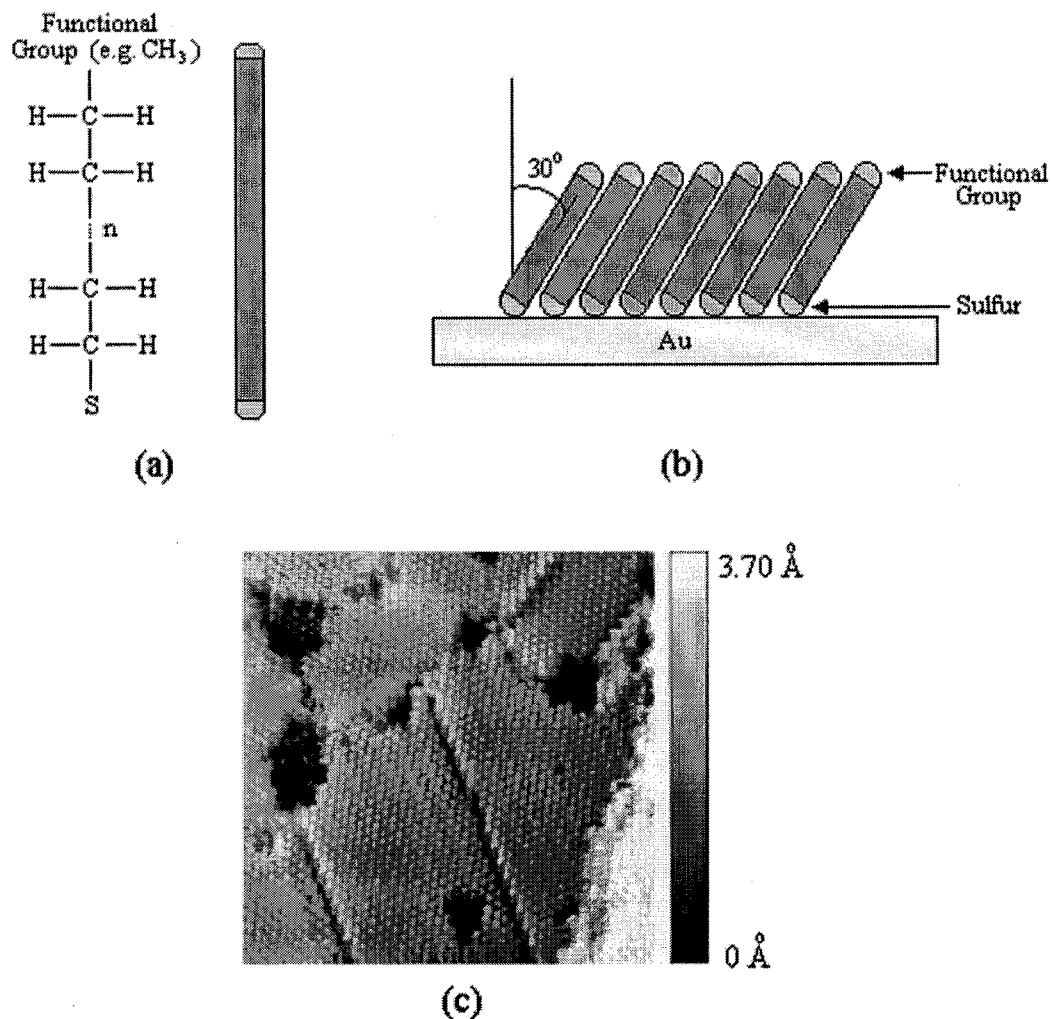 Functional
Group (e.g. CH₃)
H—C—H
H—C—H
n
H—C—H
H—C—H
S
(a)
30°
Functional
Group
Sulfur
Au
(b)
3.70 Å
0 Å
(c)